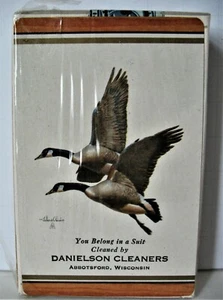 You Belong in a Suit
Cleaned by
DANIELSON CLEANERS
ABBOTSFORD, WISCONSIN